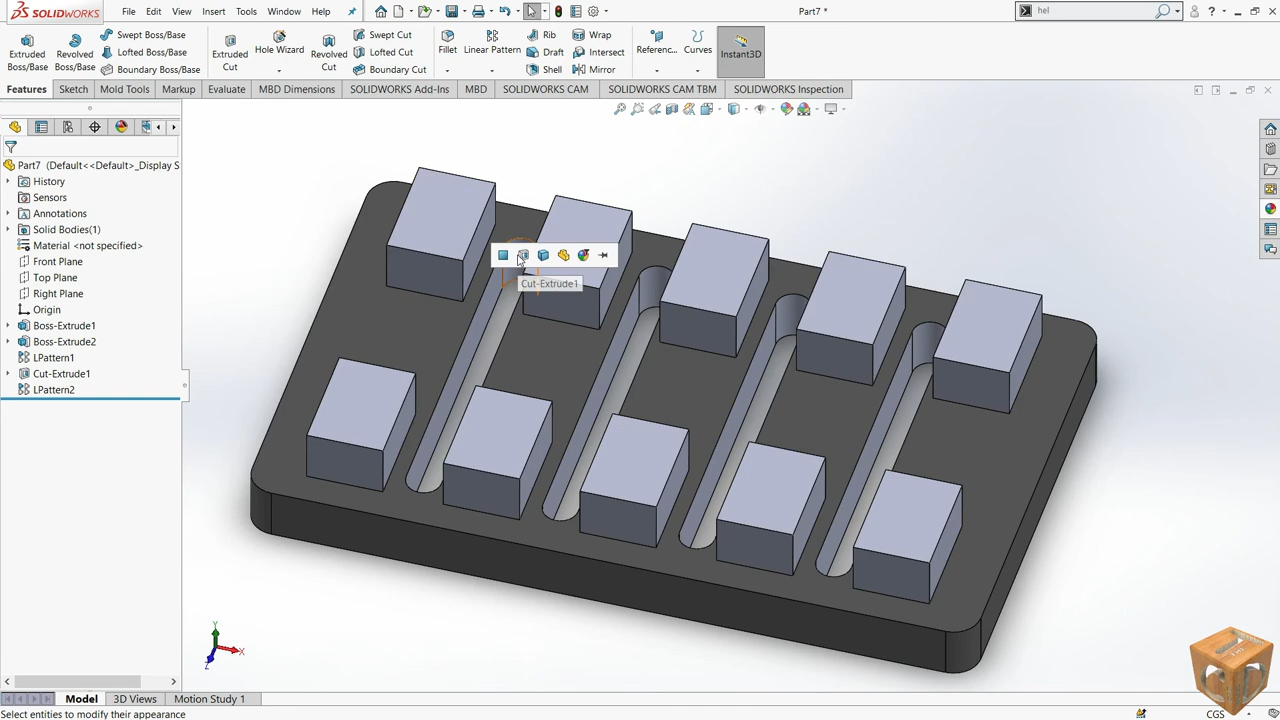 SOLIDWORKS File Edit View Insert Tools Window Help Part7 * hel
Extruded Boss/Base
Revolved Boss/Base
Swept Boss/Base
Lofted Boss/Base
Boundary Boss/Base
Extruded Cut
Hole Wizard
Revolved Cut
Swept Cut
Lofted Cut
Boundary Cut
Fillet
Linear Pattern
Rib
Draft
Shell
Wrap
Intersect
Mirror
Referenc...
Curves
Instant3D
Features Sketch Mold Tools Markup Evaluate MBD Dimensions SOLIDWORKS Add-Ins MBD SOLIDWORKS CAM SOLIDWORKS CAM TBM SOLIDWORKS Inspection
Part7 (Default<<Default>_Display S
History
Sensors
Annotations
Solid Bodies(1)
Material <not specified>
Front Plane
Top Plane
Right Plane
Origin
Boss-Extrude1
Boss-Extrude2
LPattern1
Cut-Extrude1
LPattern2
Cut-Extrude1
Y
X
Z
Model 3D Views Motion Study 1
Select entities to modify their appearance CGS